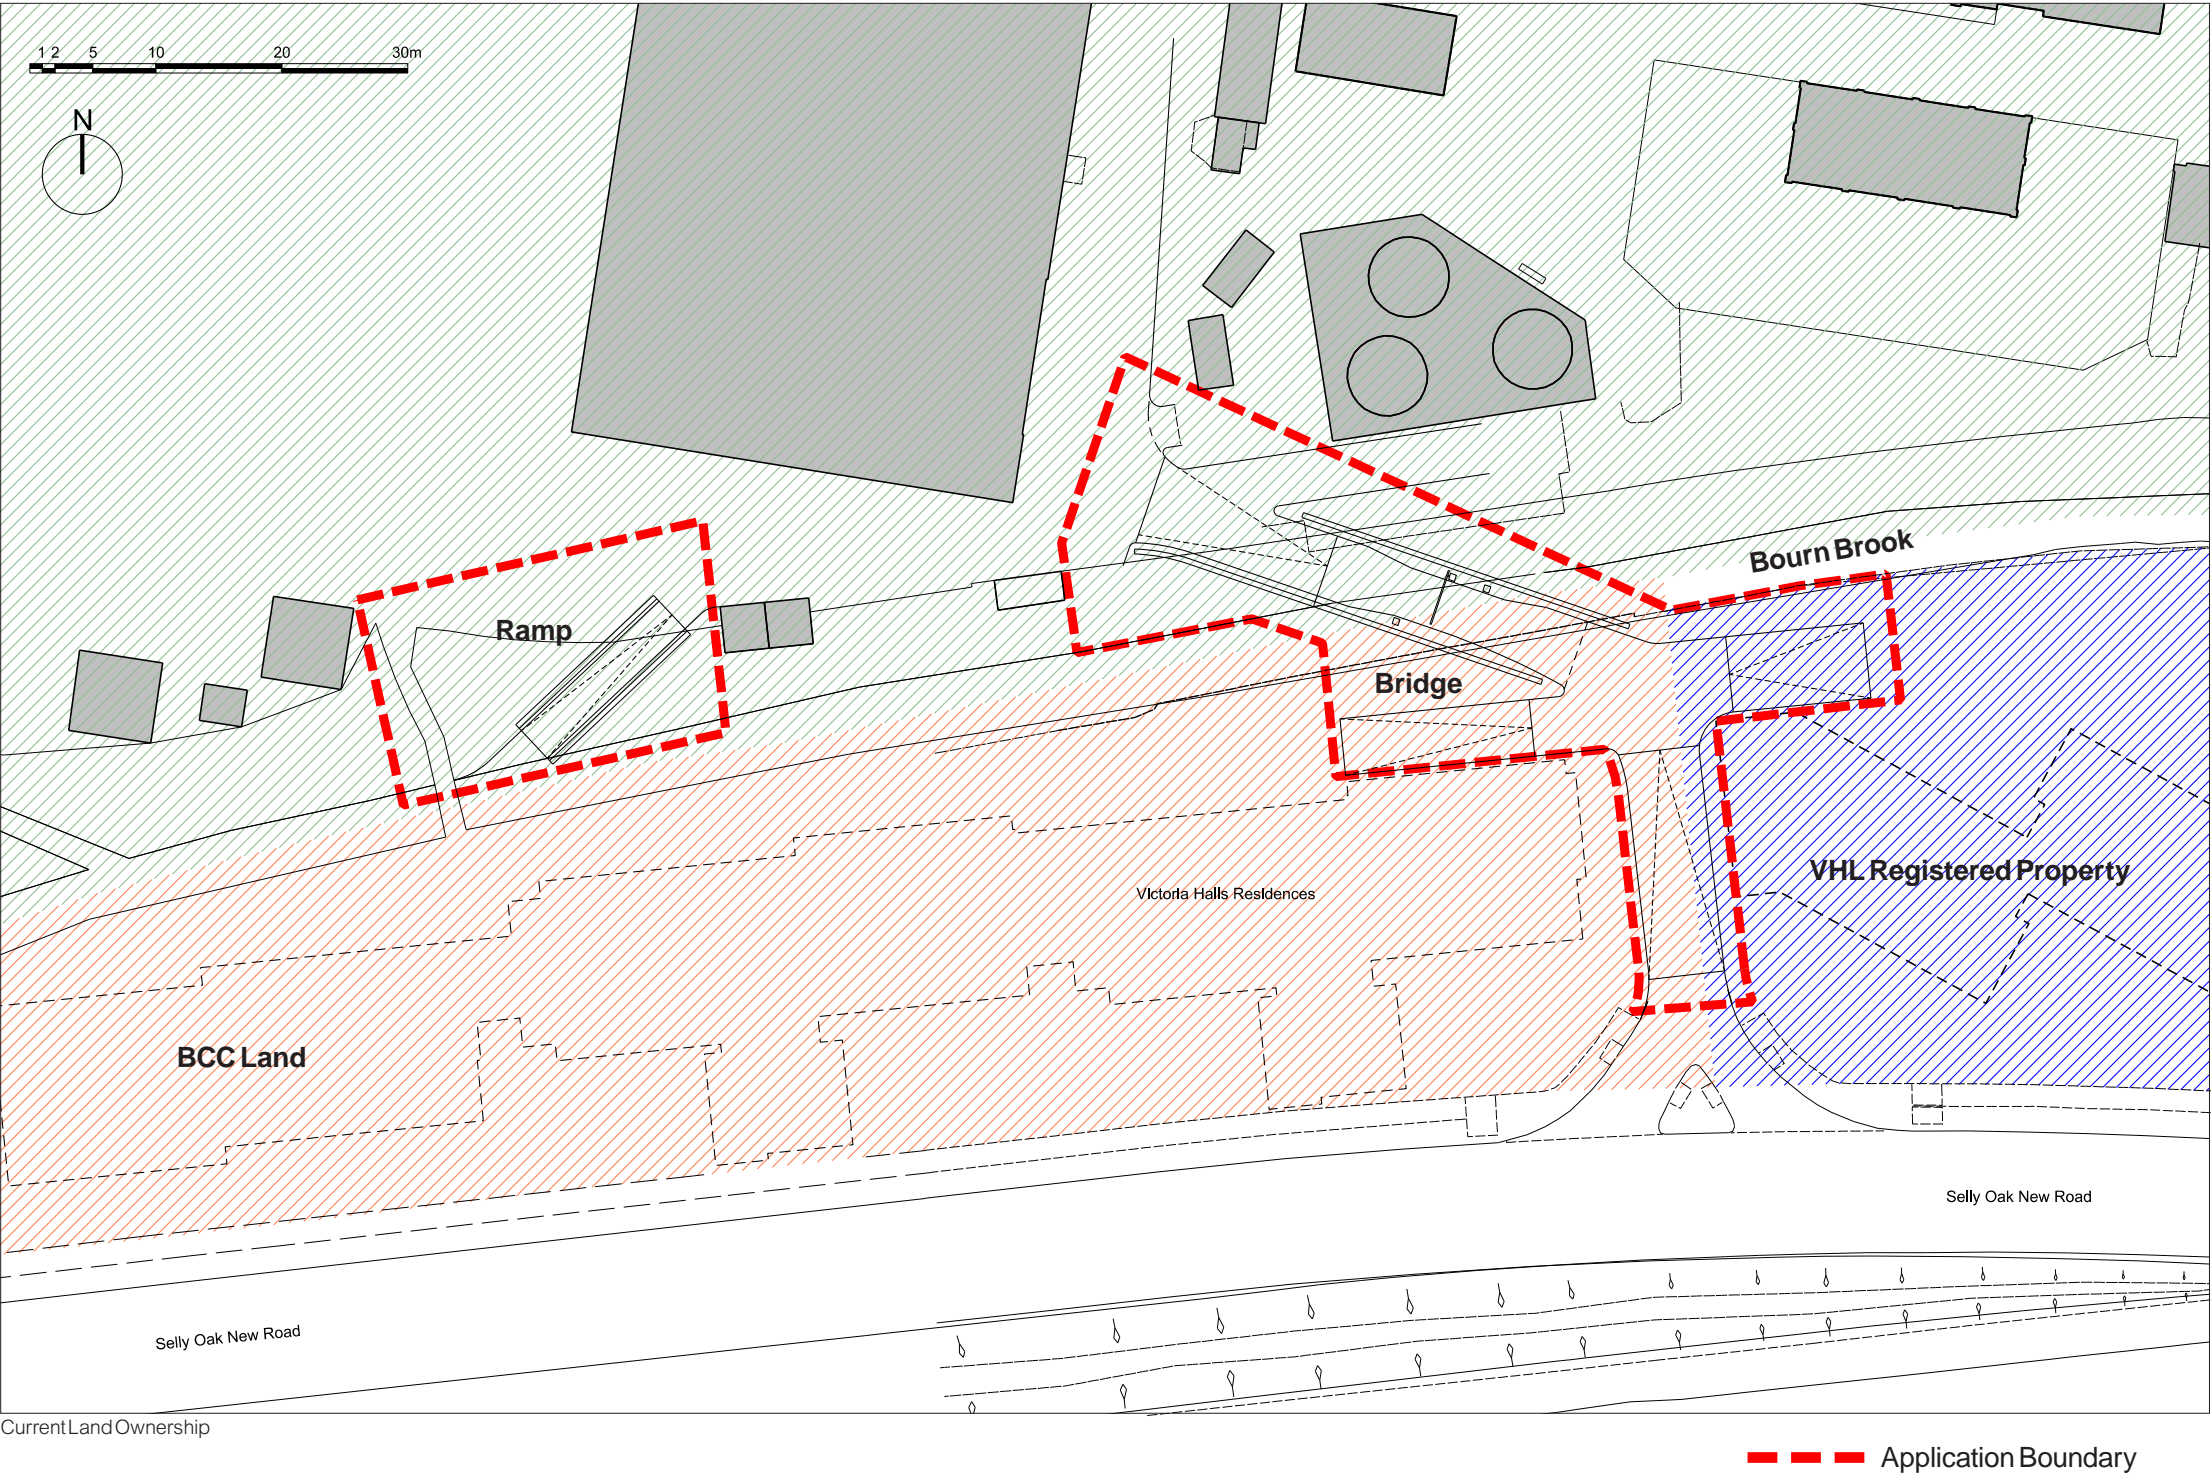 1 2 5 10 20 30m
N
Bourn Brook
Ramp
Bridge
VHL Registered Property
Victoria Halls Residences
BCC Land
Selly Oak New Road
Selly Oak New Road
Current Land Ownership
Application Boundary